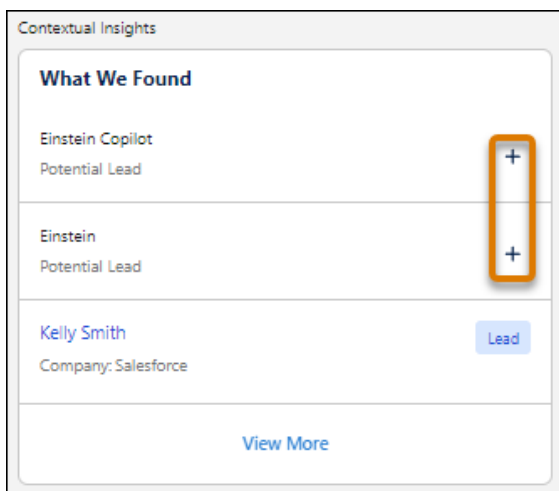 Contextual Insights
What We Found
Einstein Copilot
Potential Lead
+
Einstein
Potential Lead
+
Kelly Smith
Lead
Company: Salesforce
View More